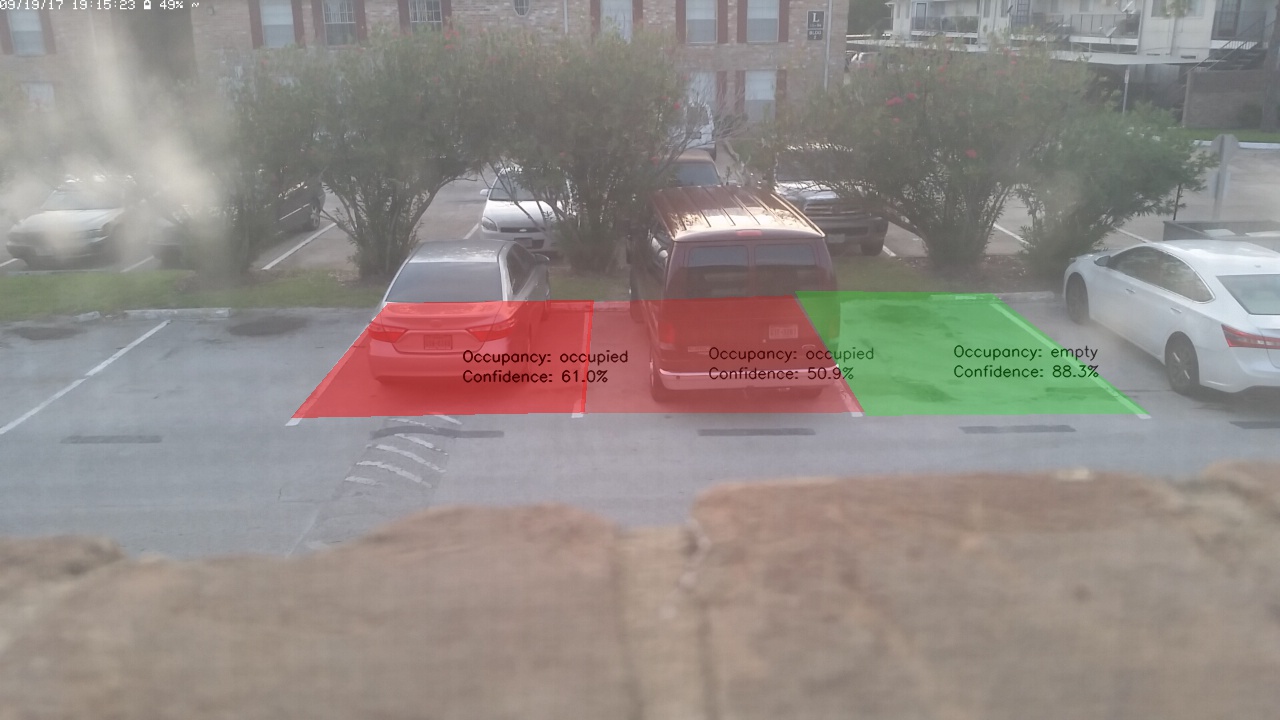 09/19/17 19:15:23 49% ~
L
Occupancy: occupied
Confidence: 61.0%
Occupancy: occupied
Confidence: 50.9%
Occupancy: empty
Confidence: 88.3%